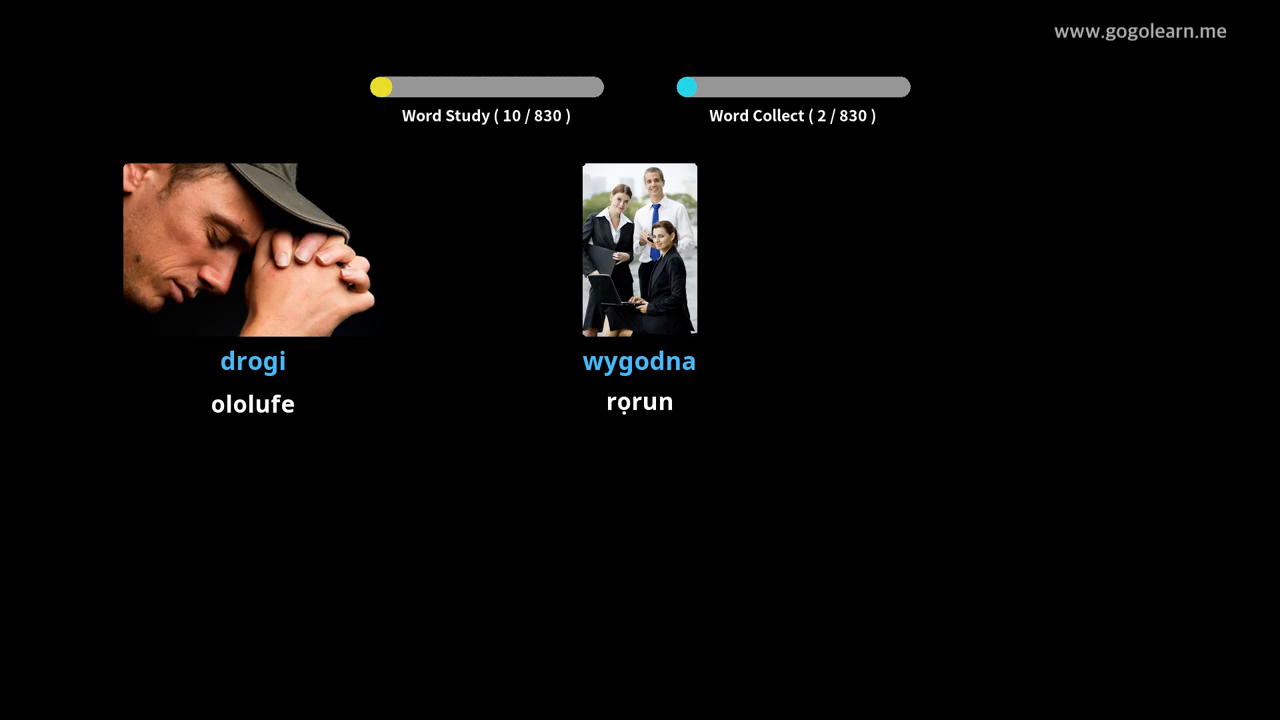 www.gogolearn.me
Word Study ( 10 / 830 )
Word Collect ( 2 / 830 )
drogi
wygodna
ololufe
rọrun